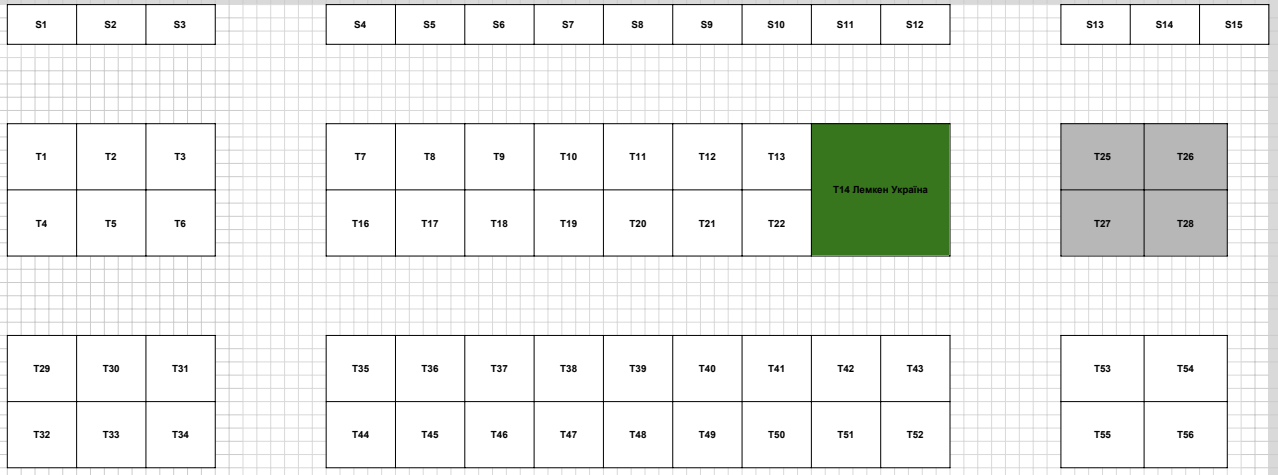 S1 S2 S3 S4 S5 S6 S7 S8 S9 S10 S11 S12 S13 S14 S15
T1 T2 T3 T7 T8 T9 T10 T11 T12 T13 T25 T26
T14 Лемкен Україна
T4 T5 T6 T16 T17 T18 T19 T20 T21 T22 T27 T28
T29 T30 T31 T35 T36 T37 T38 T39 T40 T41 T42 T43 T53 T54
T32 T33 T34 T44 T45 T46 T47 T48 T49 T50 T51 T52 T55 T56